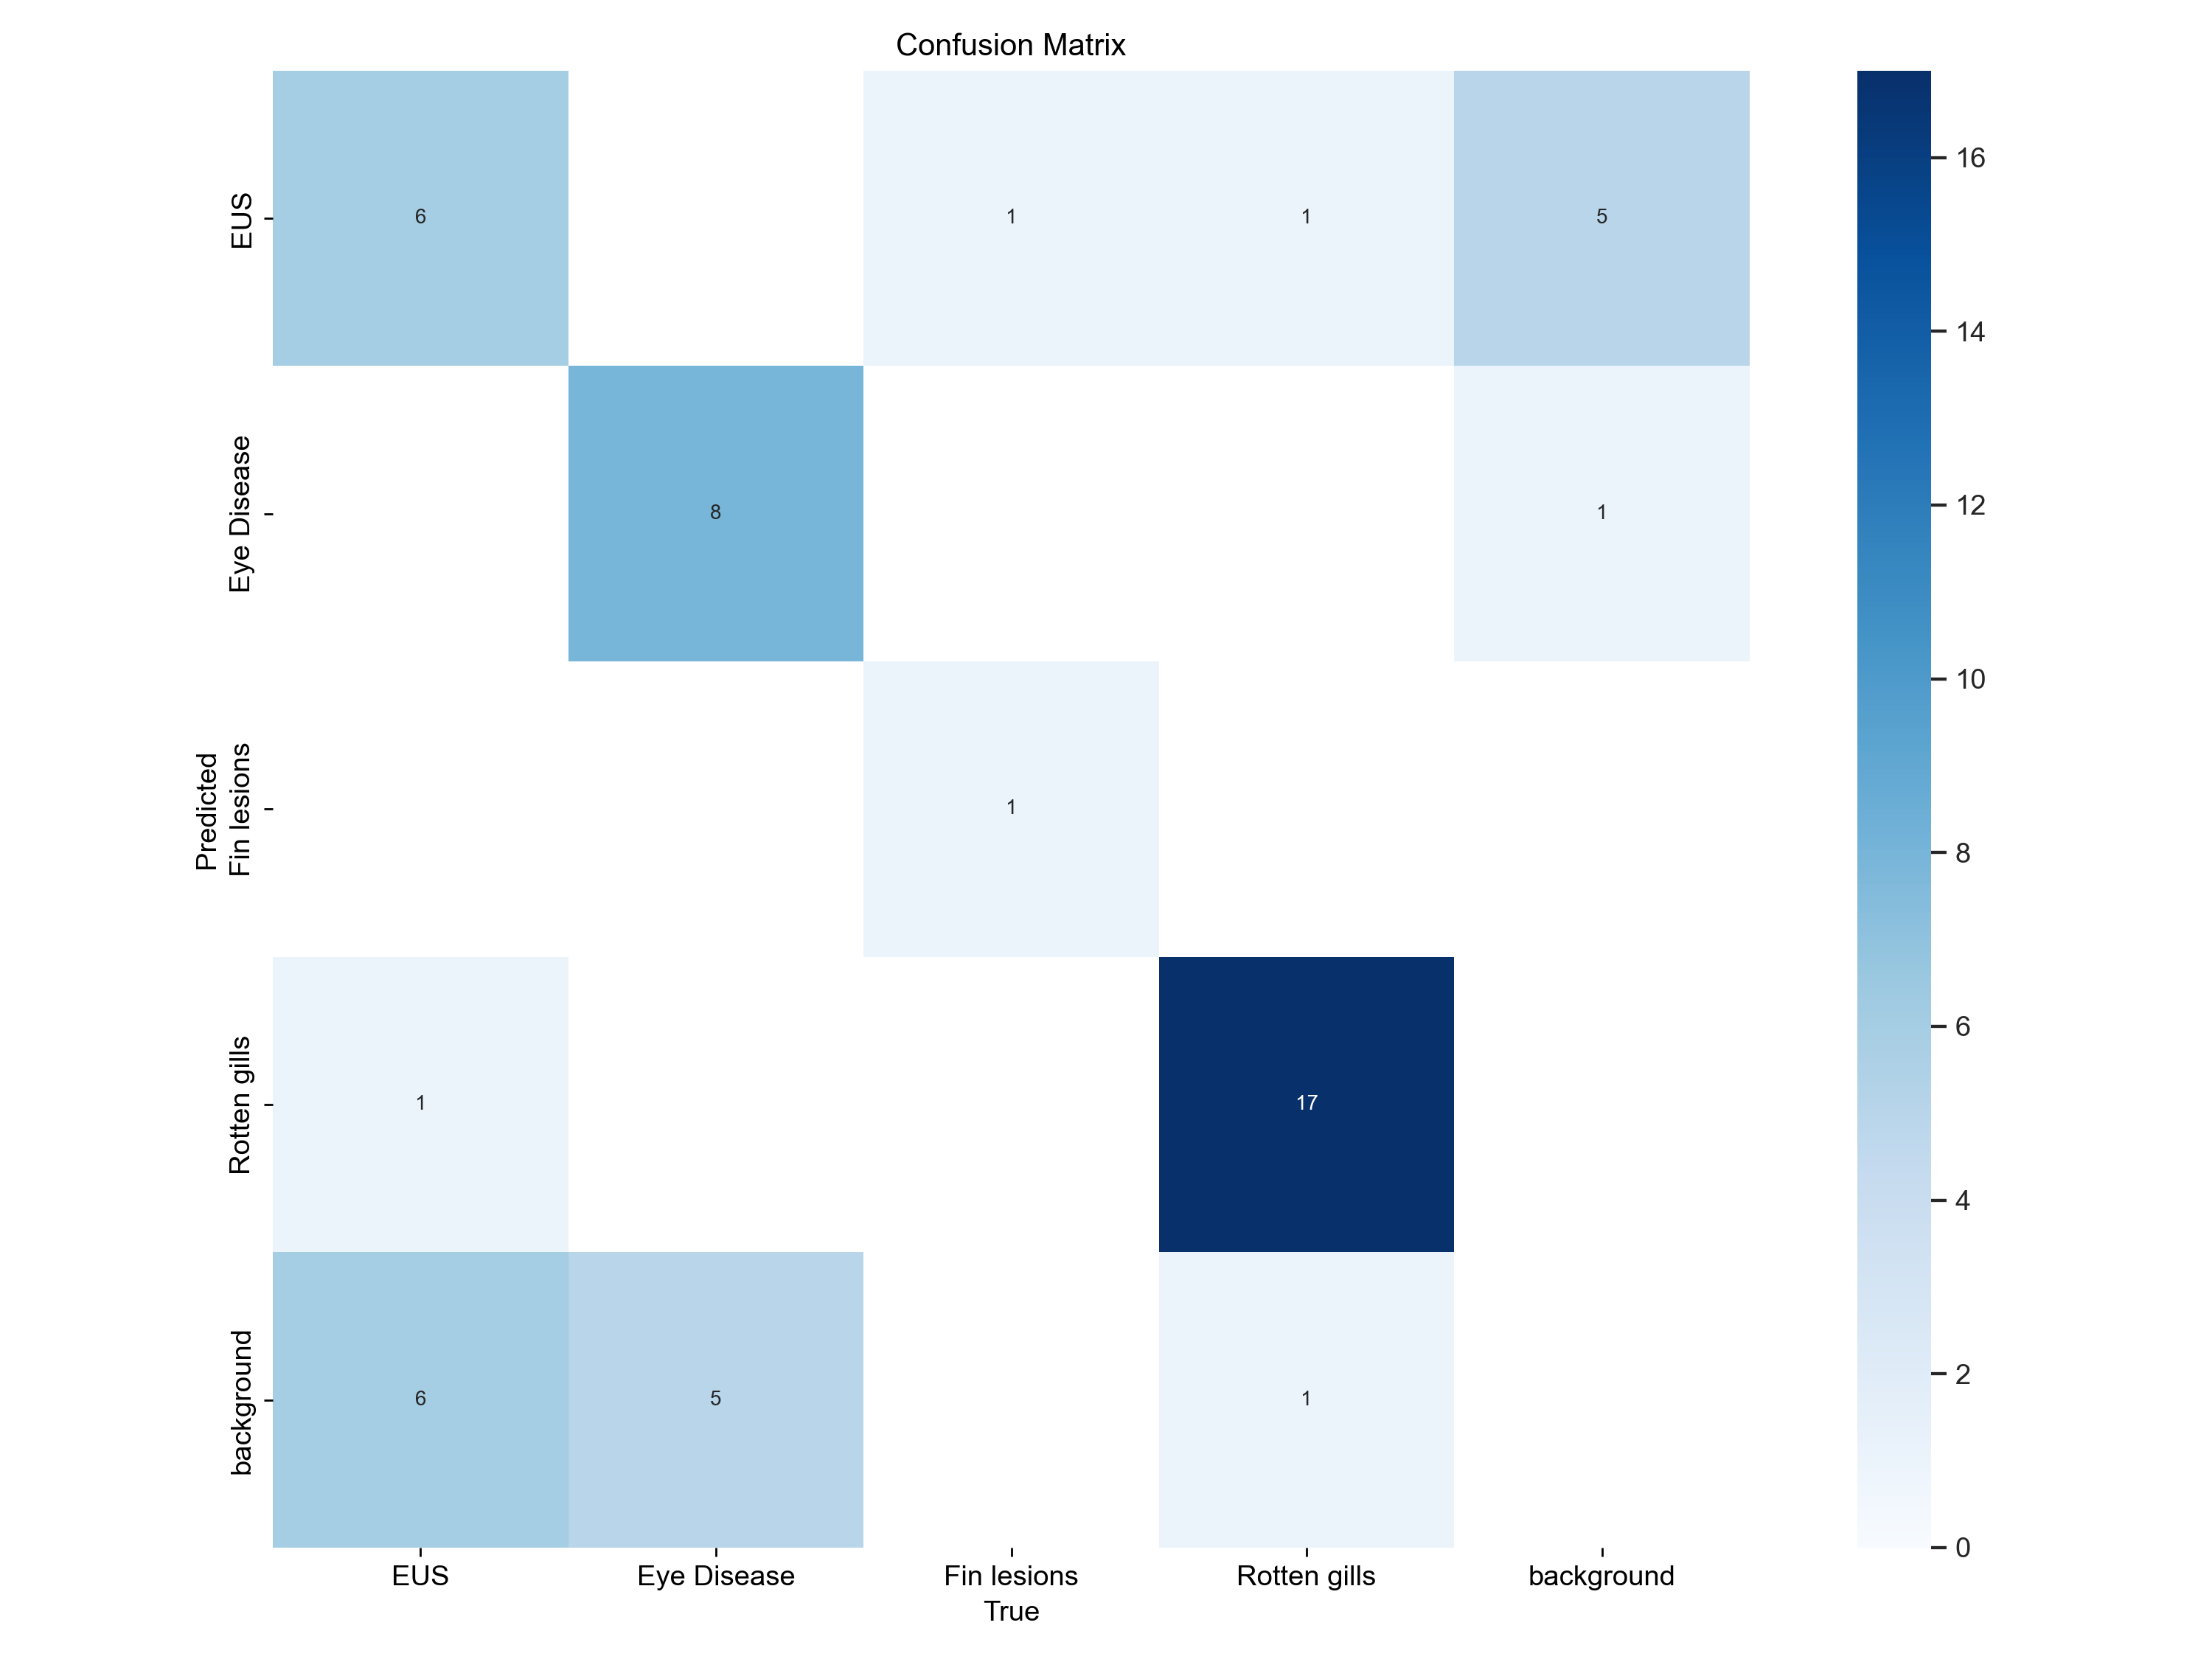 Confusion Matrix
EUS
6
1
1
5
16
14
Eye Disease
8
1
12
10
Predicted
Fin lesions
1
8
6
Rotten gills
1
17
4
background
6
5
1
2
0
EUS
Eye Disease
Fin lesions
Rotten gills
background
True